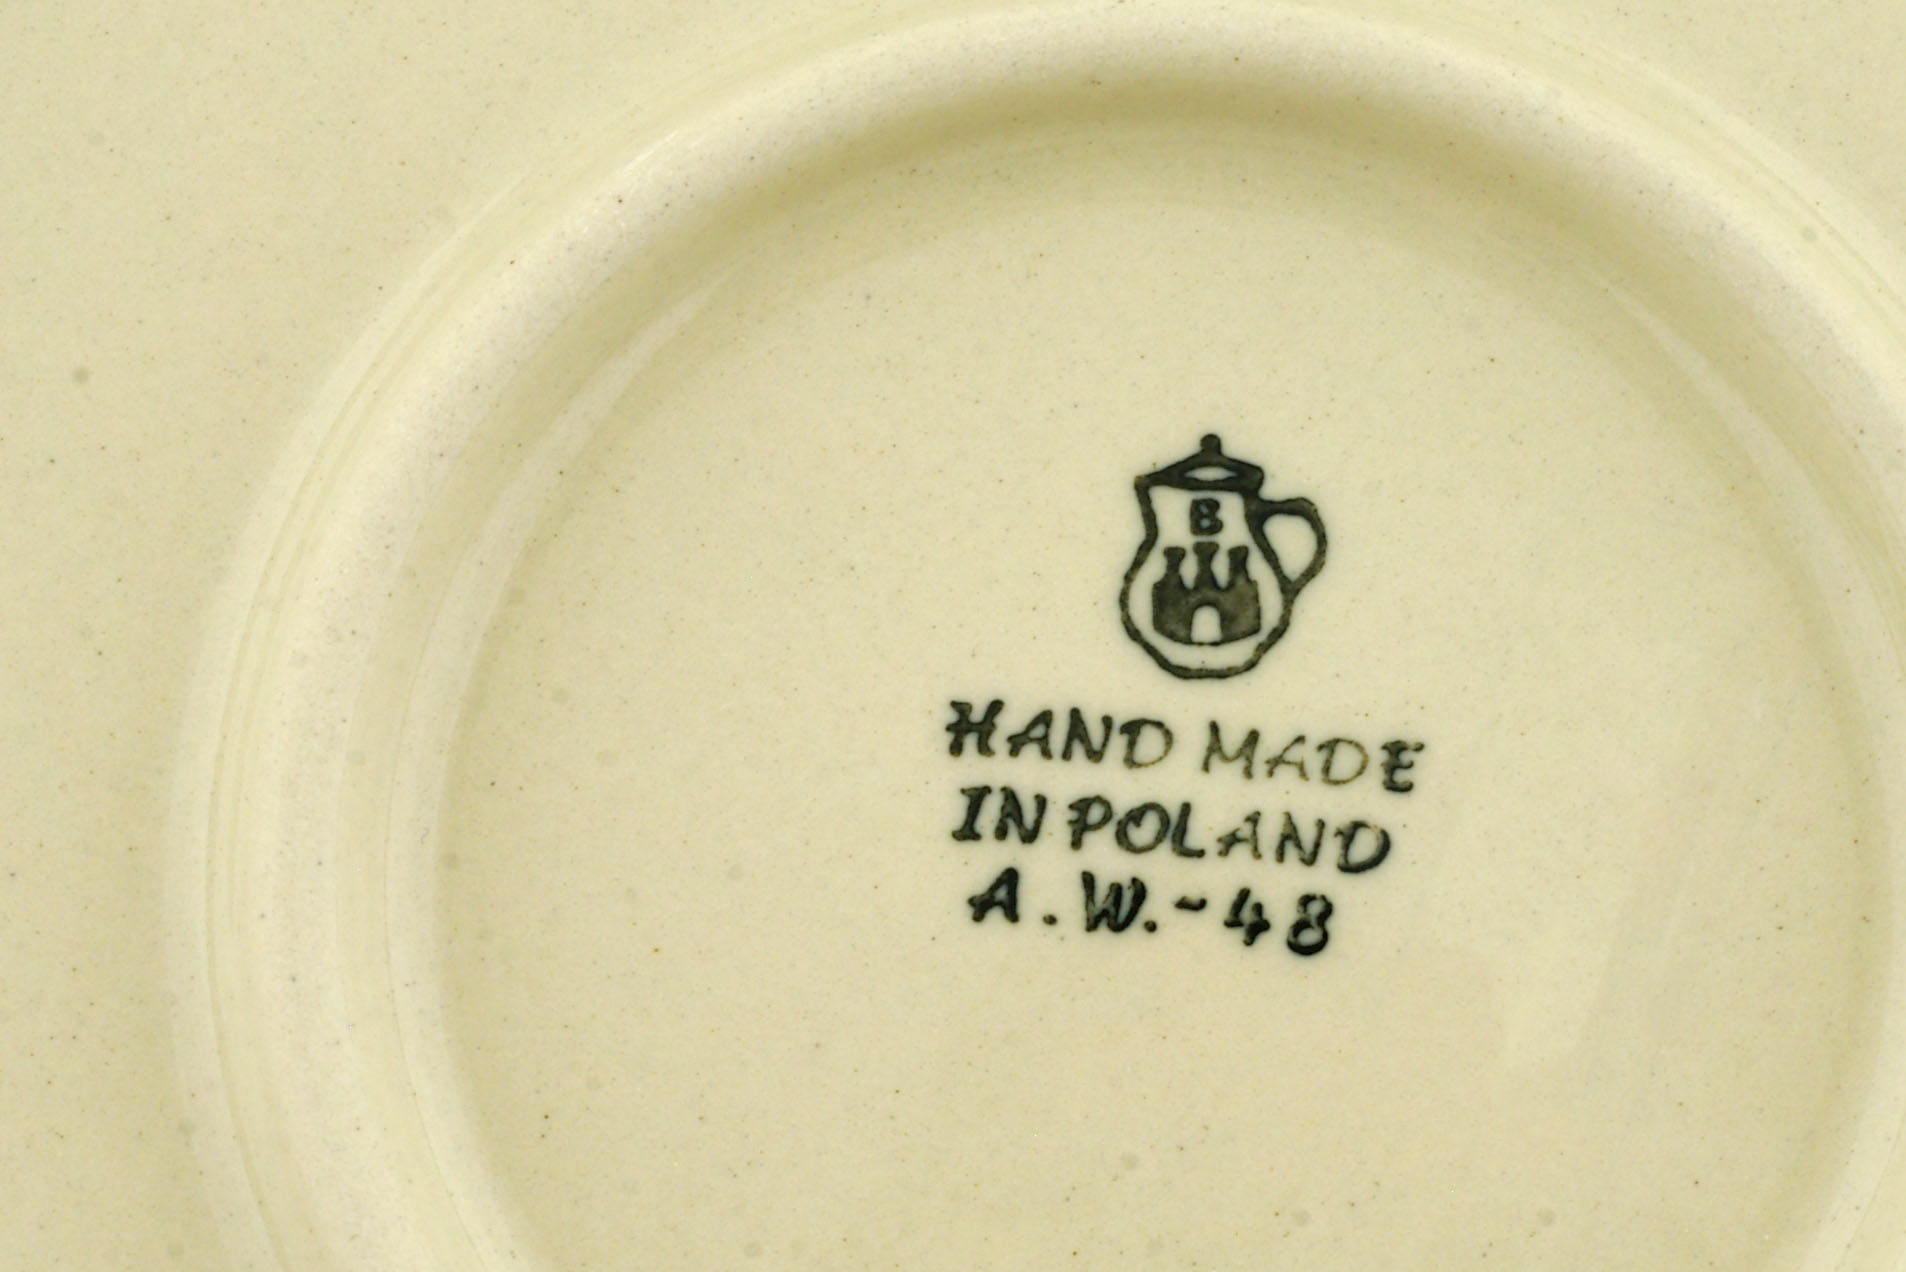 B
HAND MADE
IN POLAND
A.W.-48